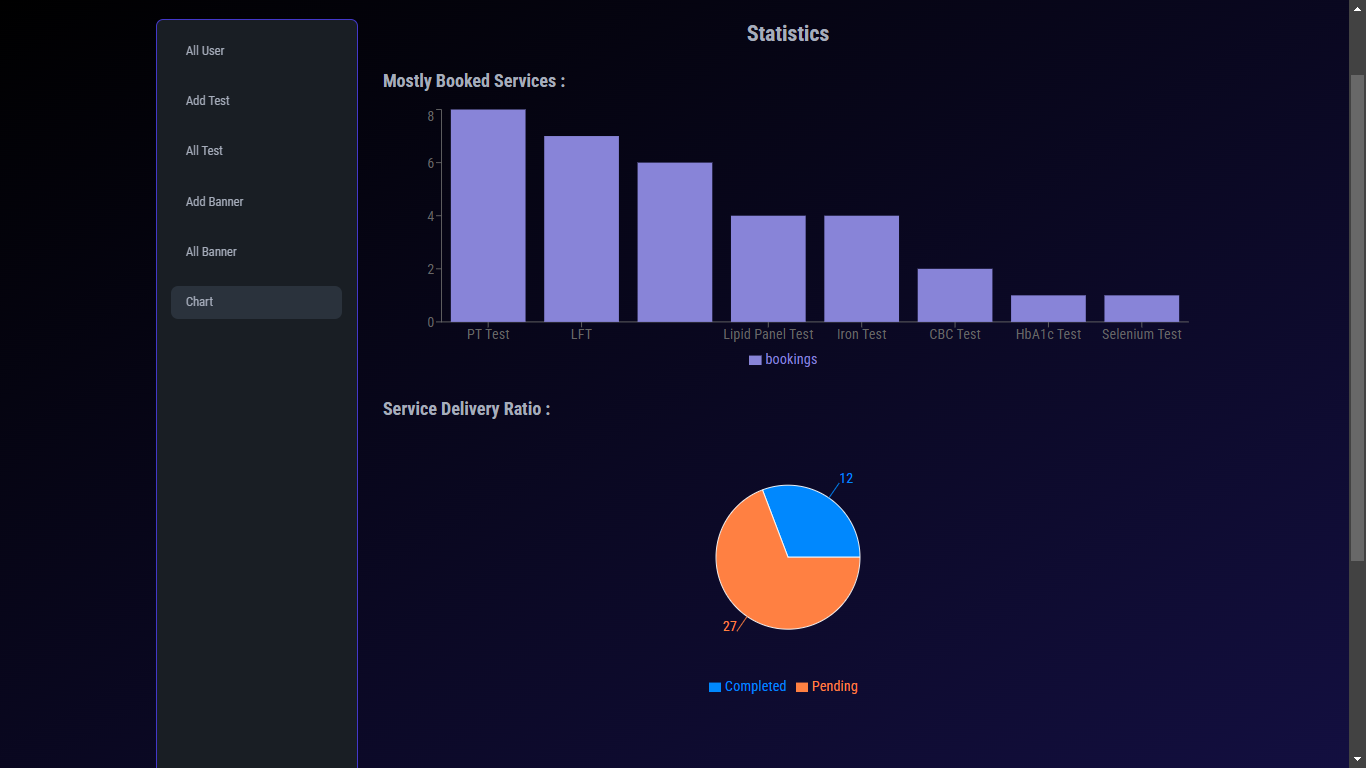 All User
Add Test
All Test
Add Banner
All Banner
Chart
Statistics
Mostly Booked Services :
8
6
4
2
0
PT Test LFT Lipid Panel Test Iron Test CBC Test HbA1c Test Selenium Test
bookings
Service Delivery Ratio :
12
27
Completed Pending